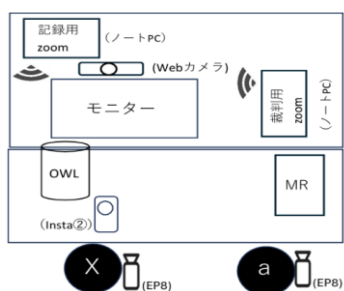 記録用
zoom
（ノートPC）
(Webカメラ)
モニター
裁判用
zoom
（ノートPC）
OWL
MR
（Insta②）
X
(EP8)
a
(EP8)